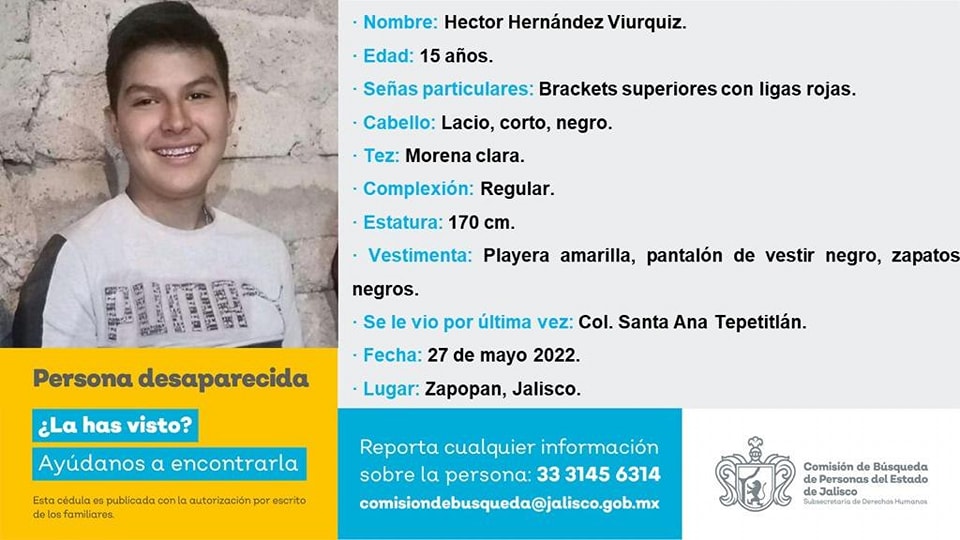 · Nombre: Hector Hernández Viurquiz.
· Edad: 15 años.
· Señas particulares: Brackets superiores con ligas rojas.
· Cabello: Lacio, corto, negro.
· Tez: Morena clara.
· Complexión: Regular.
· Estatura: 170 cm.
· Vestimenta: Playera amarilla, pantalón de vestir negro, zapatos
negros.
· Se le vio por última vez: Col. Santa Ana Tepetitlán.
· Fecha: 27 de mayo 2022.
· Lugar: Zapopan, Jalisco.
PUMA
Persona desaparecida
¿La has visto?
Ayúdanos a encontrarla
Esta cédula es publicada con la autorización por escrito
de los familiares.
Reporta cualquier información
sobre la persona: 33 3145 6314
comisiondebusqueda@jalisco.gob.mx
Comisión de Búsqueda
de Personas del Estado
de Jalisco
Subsecretaría de Derechos Humanos